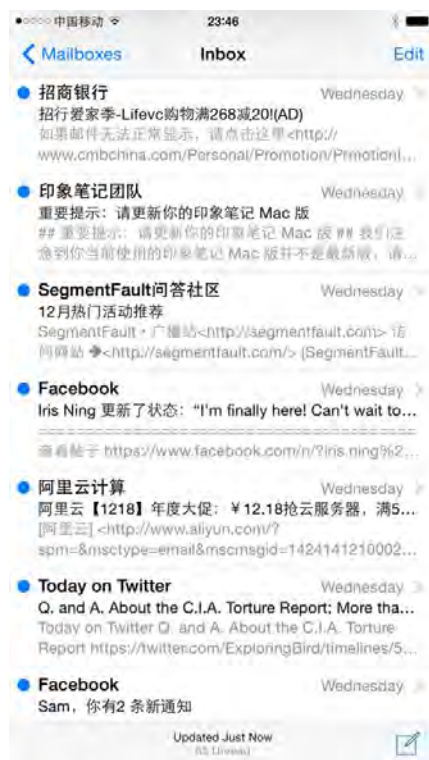 中国移动
23:46
Mailboxes
Inbox
Edit
招商银行
Wednesday
招行爱家季-Lifevc购物满268减20!(AD)
如果邮件无法正常显示，请点击这里<http://
www.cmbchina.com/Personal/Promotion/Prmotionl...
印象笔记团队
Wednesday
重要提示：请更新你的印象笔记 Mac 版
## 重要提示：请更新你的印象笔记 Mac 版 ## 我们注
意到你当前使用的印象笔记 Mac 版并不是最新版，请...
SegmentFault问答社区
Wednesday
12月热门活动推荐
SegmentFault・广播站<http://segmentfault.com> 访
问网站 ➔<http://segmentfault.com/> (SegmentFault...
Facebook
Wednesday
Iris Ning 更新了状态："I'm finally here! Can't wait to...
查看帖子 https://www.facebook.com/n/?iris.ning%2...
阿里云计算
Wednesday
阿里云【1218】年度大促：￥12.18抢云服务器，满5...
[阿里云] <http://www.aliyun.com/?
spm=&msctype=email&mscmsgid=1424141210002...
Today on Twitter
Wednesday
Q. and A. About the C.I.A. Torture Report; More tha...
Today on Twitter Q. and A. About the C.I.A. Torture
Report https://twitter.com/ExploringBird/timelines/5...
Facebook
Wednesday
Sam，你有2 条新通知
Updated Just Now
Unread